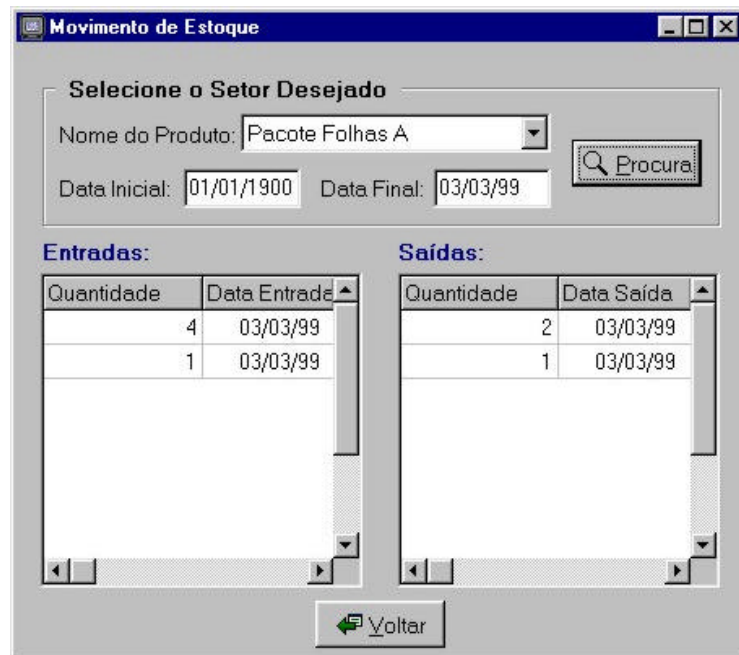 Movimento de Estoque
Selecione o Setor Desejado
Nome do Produto: Pacote Folhas A
Procura
Data Inicial: 01/01/1900 Data Final: 03/03/99
Entradas: Saídas:
Quantidade Data Entrada Quantidade Data Saída
4 03/03/99 2 03/03/99
1 03/03/99 1 03/03/99
Voltar